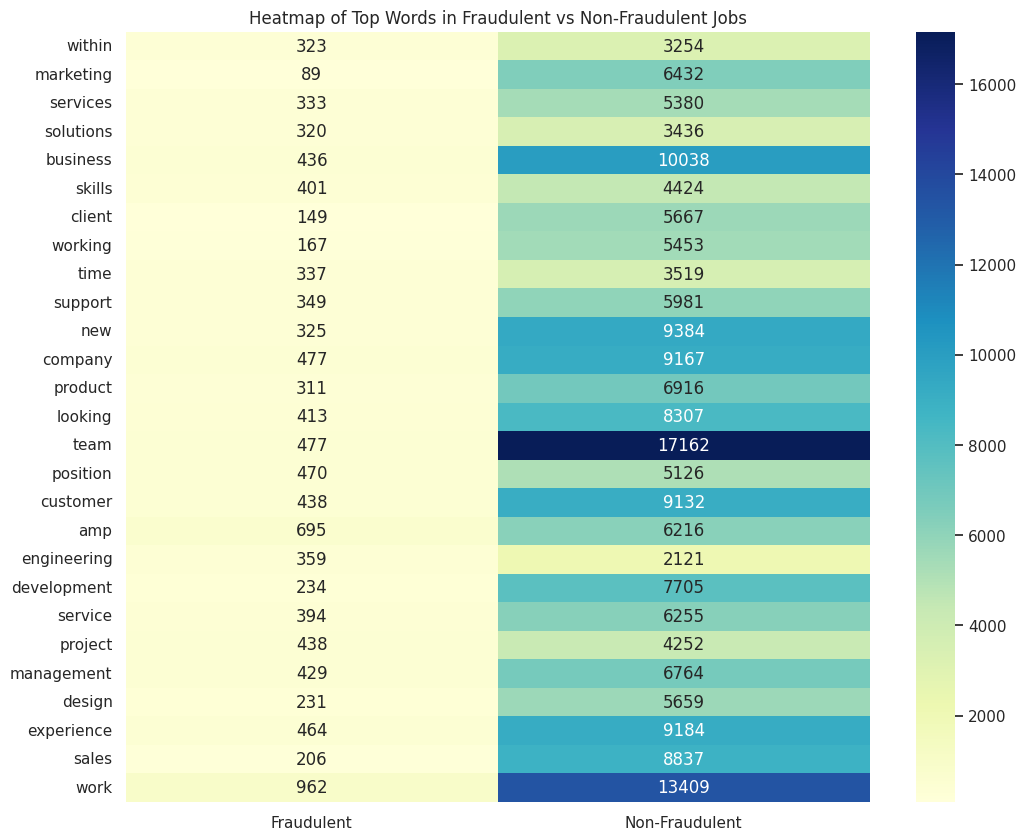 Heatmap of Top Words in Fraudulent vs Non-Fraudulent Jobs
within 323 3254
marketing 89 6432
services 333 5380
solutions 320 3436
business 436 10038
skills 401 4424
client 149 5667
working 167 5453
time 337 3519
support 349 5981
new 325 9384
company 477 9167
product 311 6916
looking 413 8307
team 477 17162
position 470 5126
customer 438 9132
amp 695 6216
engineering 359 2121
development 234 7705
service 394 6255
project 438 4252
management 429 6764
design 231 5659
experience 464 9184
sales 206 8837
work 962 13409
Fraudulent Non-Fraudulent
16000
14000
12000
10000
8000
6000
4000
2000